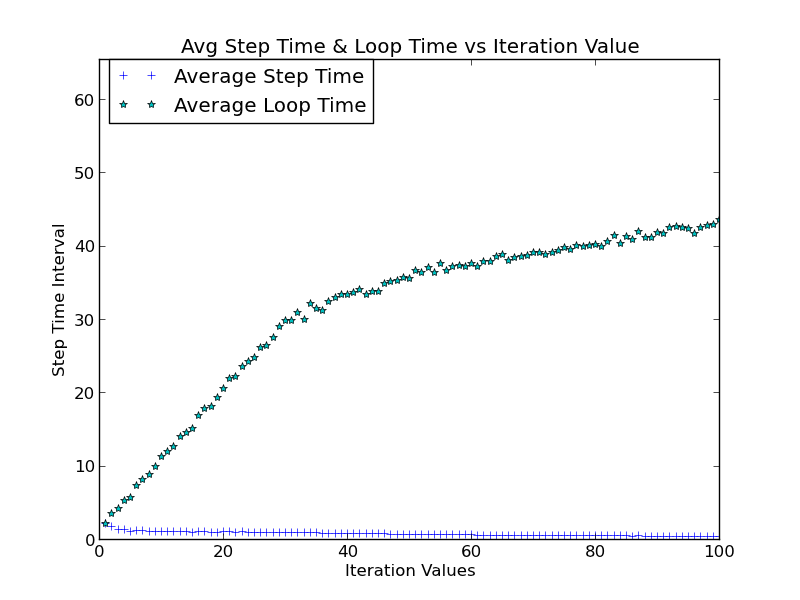 Avg Step Time & Loop Time vs Iteration Value
Average Step Time
Average Loop Time
60
50
40
30
20
10
0
Step Time Interval
0 20 40 60 80 100
Iteration Values